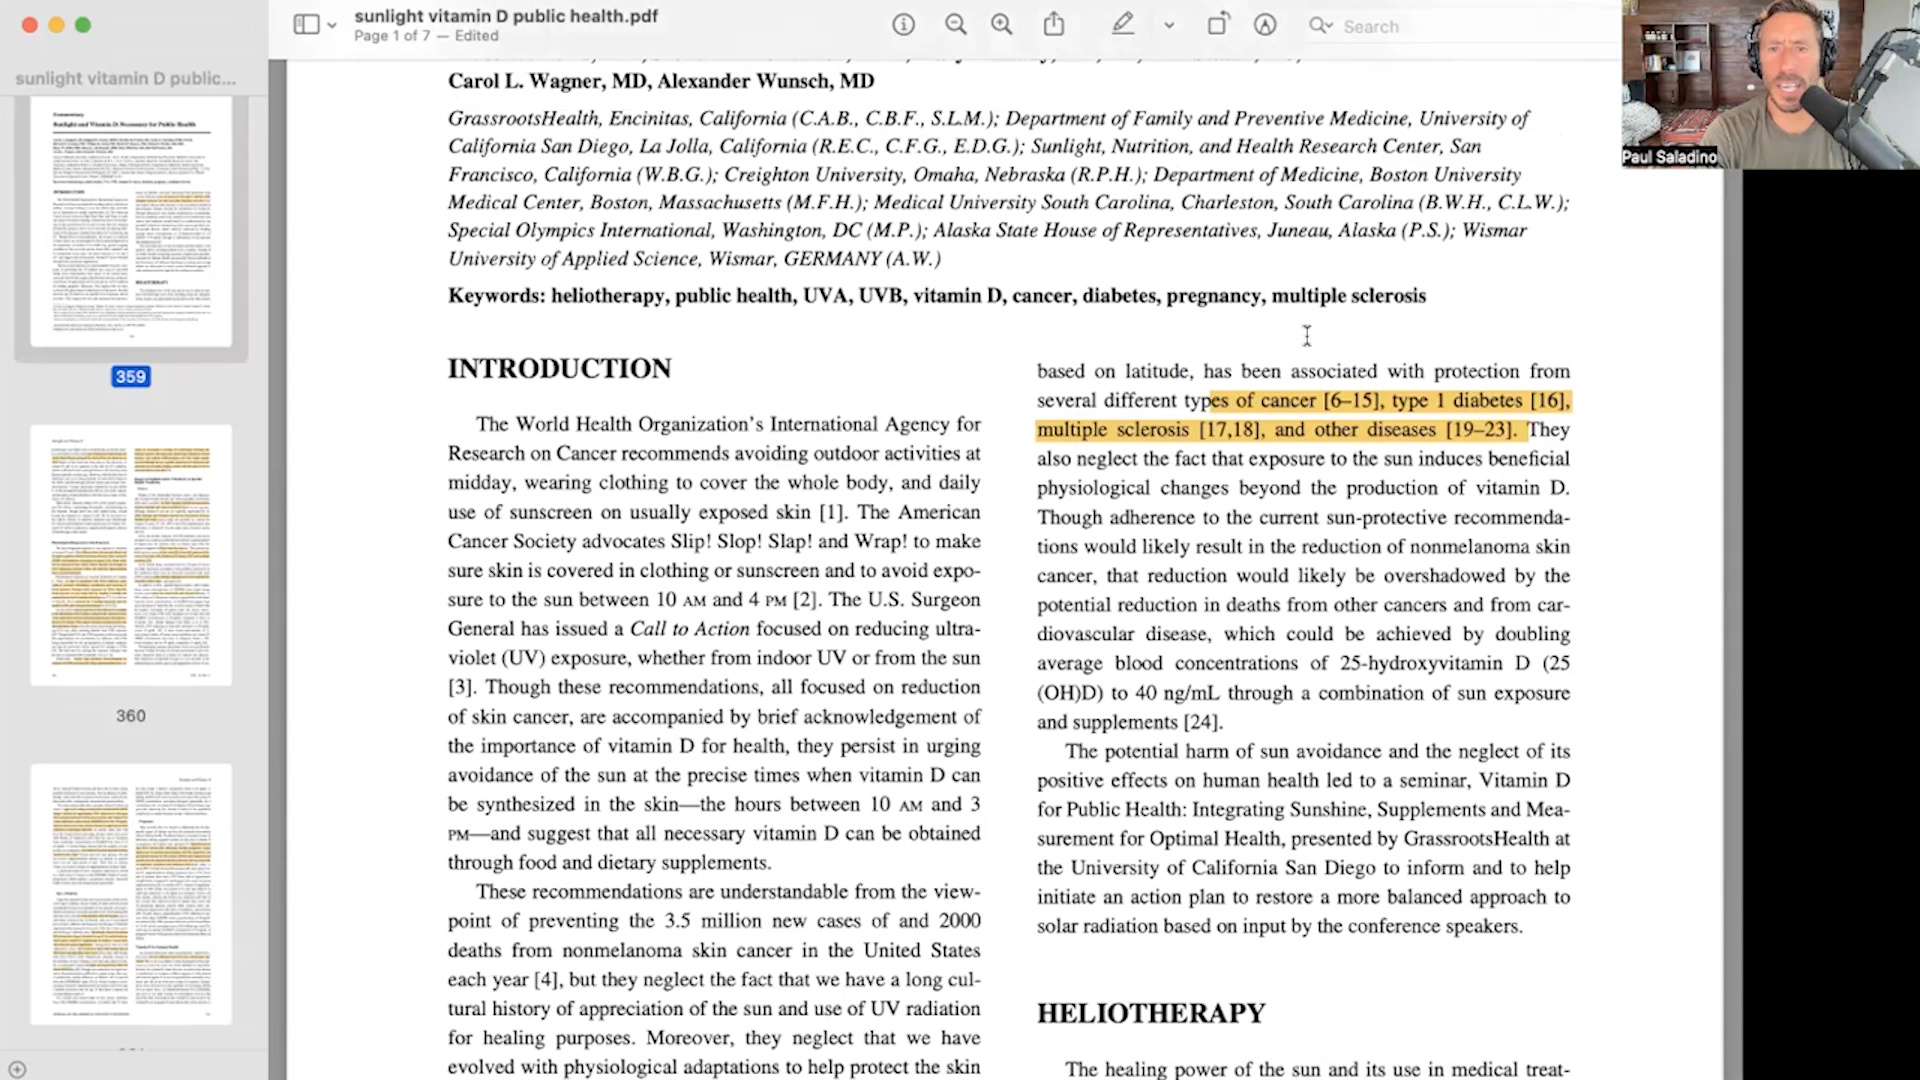 sunlight vitamin D public health.pdf
Page 1 of 7 — Edited
Search
sunlight vitamin D public...
Sunlight and Vitamin D: Necessary for Public Health
359
360
Paul Saladino
Carol L. Wagner, MD, Alexander Wunsch, MD
GrassrootsHealth, Encinitas, California (C.A.B., C.B.F., S.L.M.); Department of Family and Preventive Medicine, University of
California San Diego, La Jolla, California (R.E.C., C.F.G., E.D.G.); Sunlight, Nutrition, and Health Research Center, San
Francisco, California (W.B.G.); Creighton University, Omaha, Nebraska (R.P.H.); Department of Medicine, Boston University
Medical Center, Boston, Massachusetts (M.F.H.); Medical University South Carolina, Charleston, South Carolina (B.W.H., C.L.W.);
Special Olympics International, Washington, DC (M.P.); Alaska State House of Representatives, Juneau, Alaska (P.S.); Wismar
University of Applied Science, Wismar, GERMANY (A.W.)
Keywords: heliotherapy, public health, UVA, UVB, vitamin D, cancer, diabetes, pregnancy, multiple sclerosis
INTRODUCTION
The World Health Organization's International Agency for
Research on Cancer recommends avoiding outdoor activities at
midday, wearing clothing to cover the whole body, and daily
use of sunscreen on usually exposed skin [1]. The American
Cancer Society advocates Slip! Slop! Slap! and Wrap! to make
sure skin is covered in clothing or sunscreen and to avoid expo-
sure to the sun between 10 AM and 4 PM [2]. The U.S. Surgeon
General has issued a Call to Action focused on reducing ultra-
violet (UV) exposure, whether from indoor UV or from the sun
[3]. Though these recommendations, all focused on reduction
of skin cancer, are accompanied by brief acknowledgement of
the importance of vitamin D for health, they persist in urging
avoidance of the sun at the precise times when vitamin D can
be synthesized in the skin—the hours between 10 AM and 3
PM—and suggest that all necessary vitamin D can be obtained
through food and dietary supplements.
These recommendations are understandable from the view-
point of preventing the 3.5 million new cases of and 2000
deaths from nonmelanoma skin cancer in the United States
each year [4], but they neglect the fact that we have a long cul-
tural history of appreciation of the sun and use of UV radiation
for healing purposes. Moreover, they neglect that we have
evolved with physiological adaptations to help protect the skin
based on latitude, has been associated with protection from
several different types of cancer [6–15], type 1 diabetes [16],
multiple sclerosis [17,18], and other diseases [19–23]. They
also neglect the fact that exposure to the sun induces beneficial
physiological changes beyond the production of vitamin D.
Though adherence to the current sun-protective recommenda-
tions would likely result in the reduction of nonmelanoma skin
cancer, that reduction would likely be overshadowed by the
potential reduction in deaths from other cancers and from car-
diovascular disease, which could be achieved by doubling
average blood concentrations of 25-hydroxyvitamin D (25
(OH)D) to 40 ng/mL through a combination of sun exposure
and supplements [24].
The potential harm of sun avoidance and the neglect of its
positive effects on human health led to a seminar, Vitamin D
for Public Health: Integrating Sunshine, Supplements and Mea-
surement for Optimal Health, presented by GrassrootsHealth at
the University of California San Diego to inform and to help
initiate an action plan to restore a more balanced approach to
solar radiation based on input by the conference speakers.
HELIOTHERAPY
The healing power of the sun and its use in medical treat-